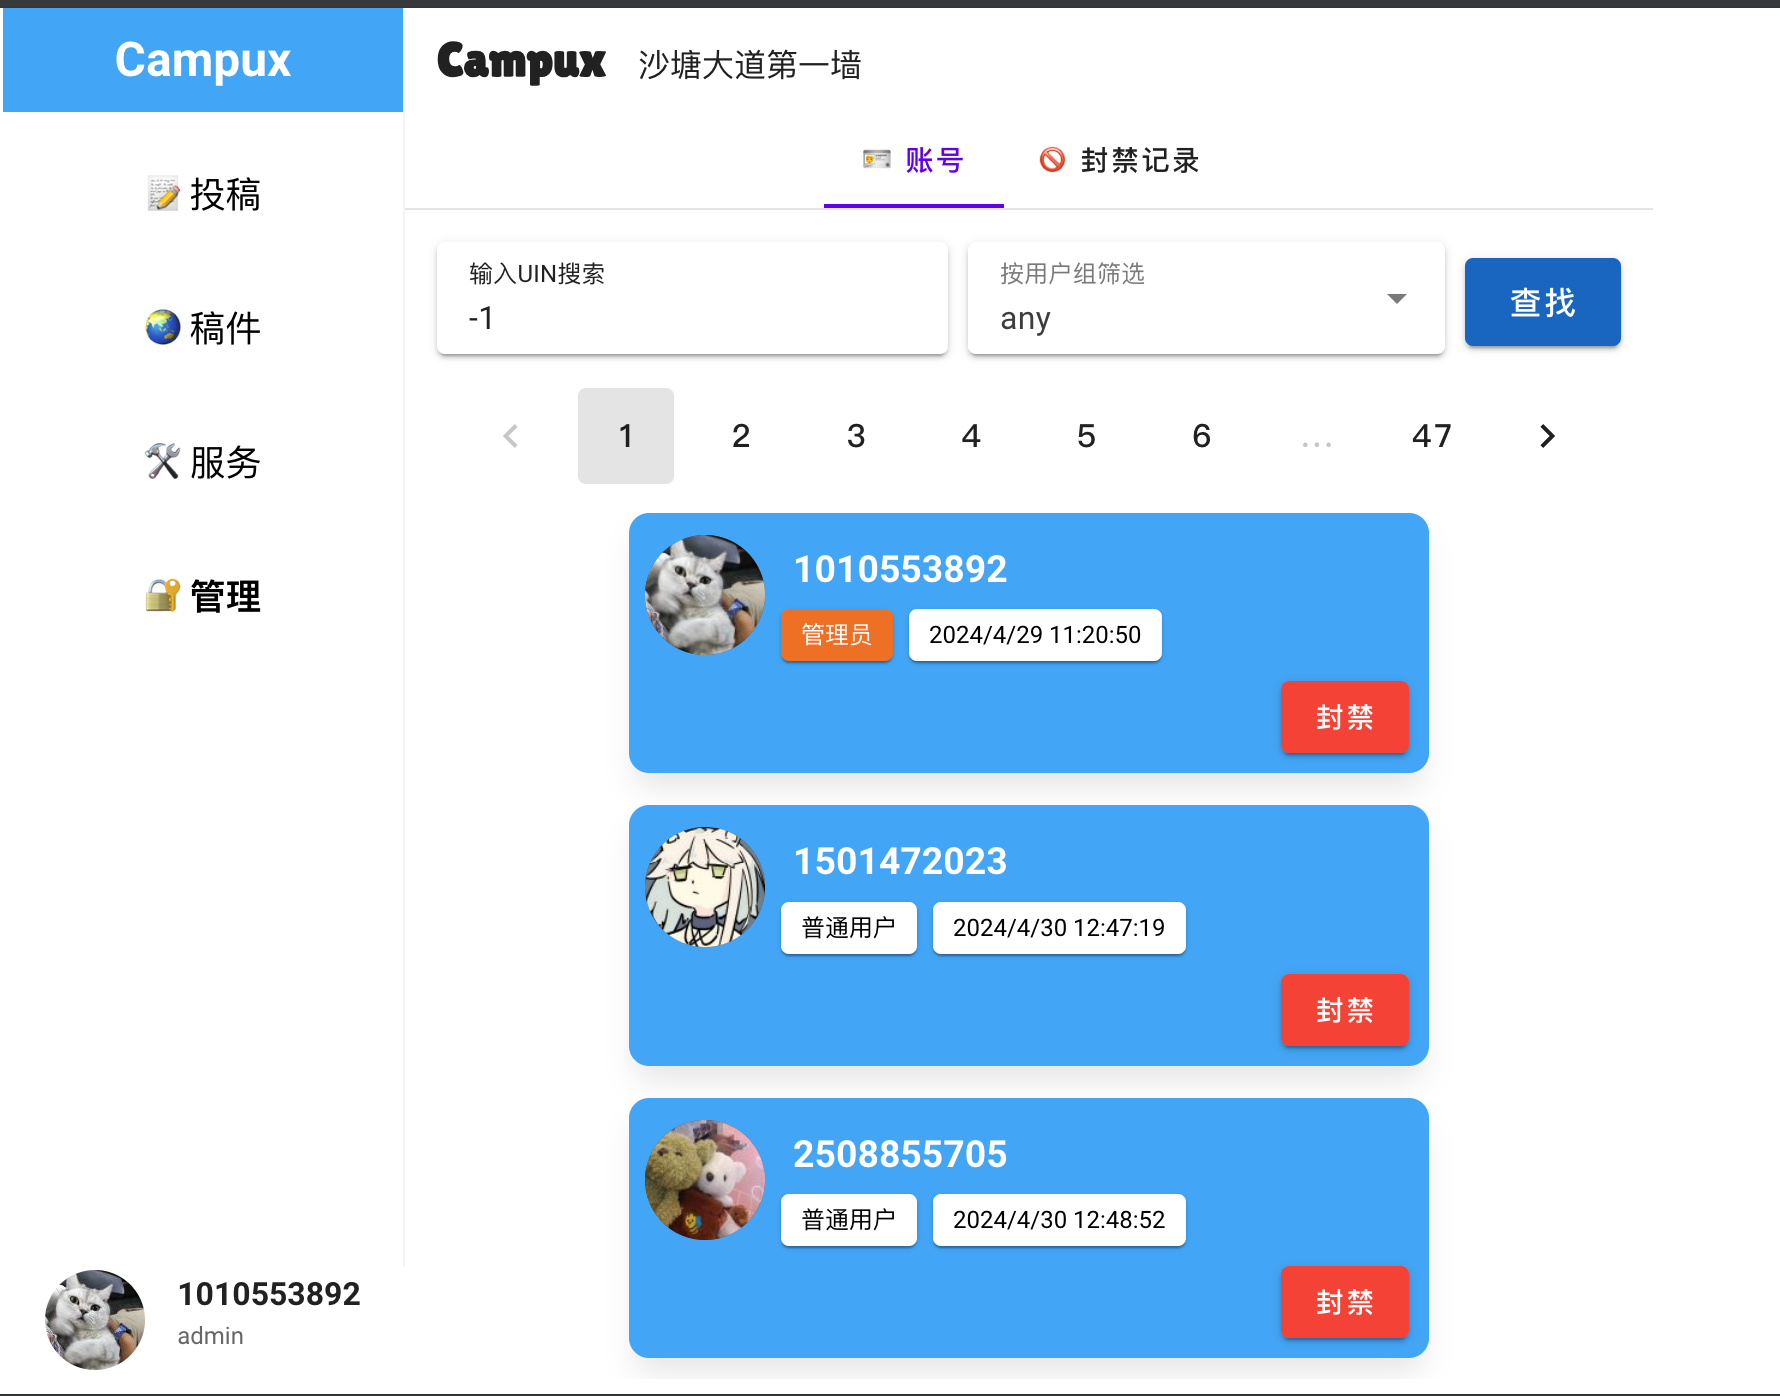 Campux
投稿
稿件
服务
管理
1010553892
admin
Campux 沙塘大道第一墙
账号 封禁记录
输入UIN搜索
-1
按用户组筛选
any
查找
1 2 3 4 5 6 ... 47
1010553892
管理员 2024/4/29 11:20:50
封禁
1501472023
普通用户 2024/4/30 12:47:19
封禁
2508855705
普通用户 2024/4/30 12:48:52
封禁